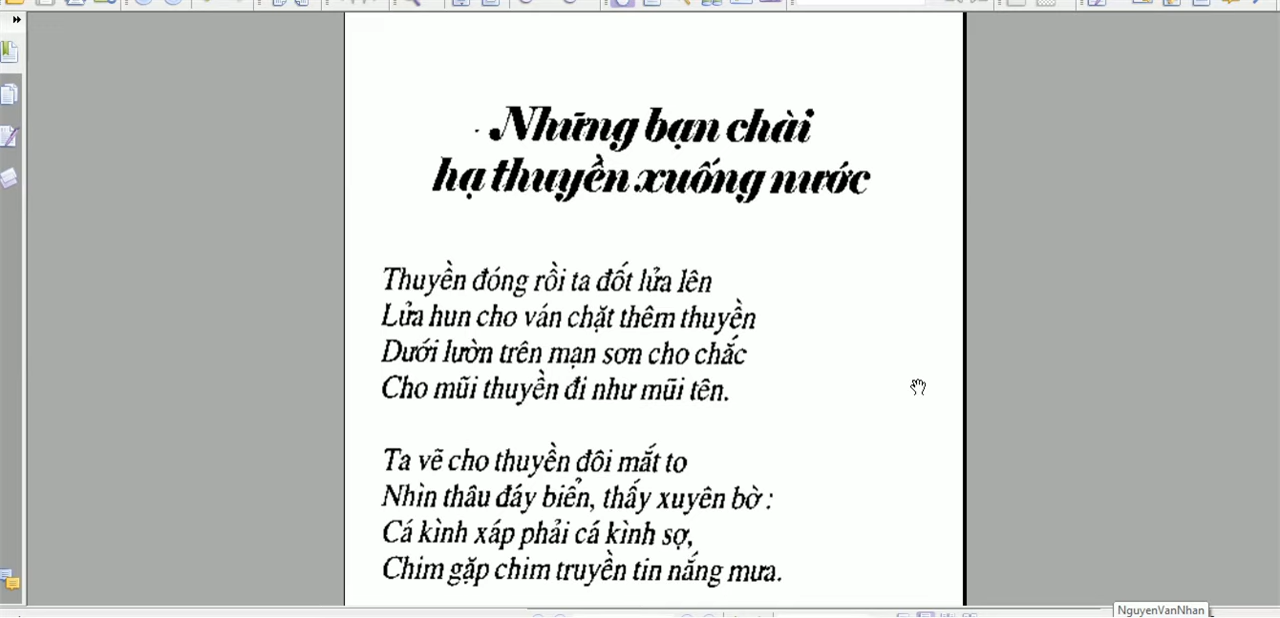 Những bạn chài
hạ thuyền xuống nước
Thuyền đóng rồi ta đốt lửa lên
Lửa hun cho ván chặt thêm thuyền
Dưới lườn trên mạn sơn cho chắc
Cho mũi thuyền đi như mũi tên.
Ta vẽ cho thuyền đôi mắt to
Nhìn thâu đáy biển, thấy xuyên bờ :
Cá kình xáp phải cá kình sợ,
Chim gặp chim truyền tin nắng mưa.
NguyenVanNhan